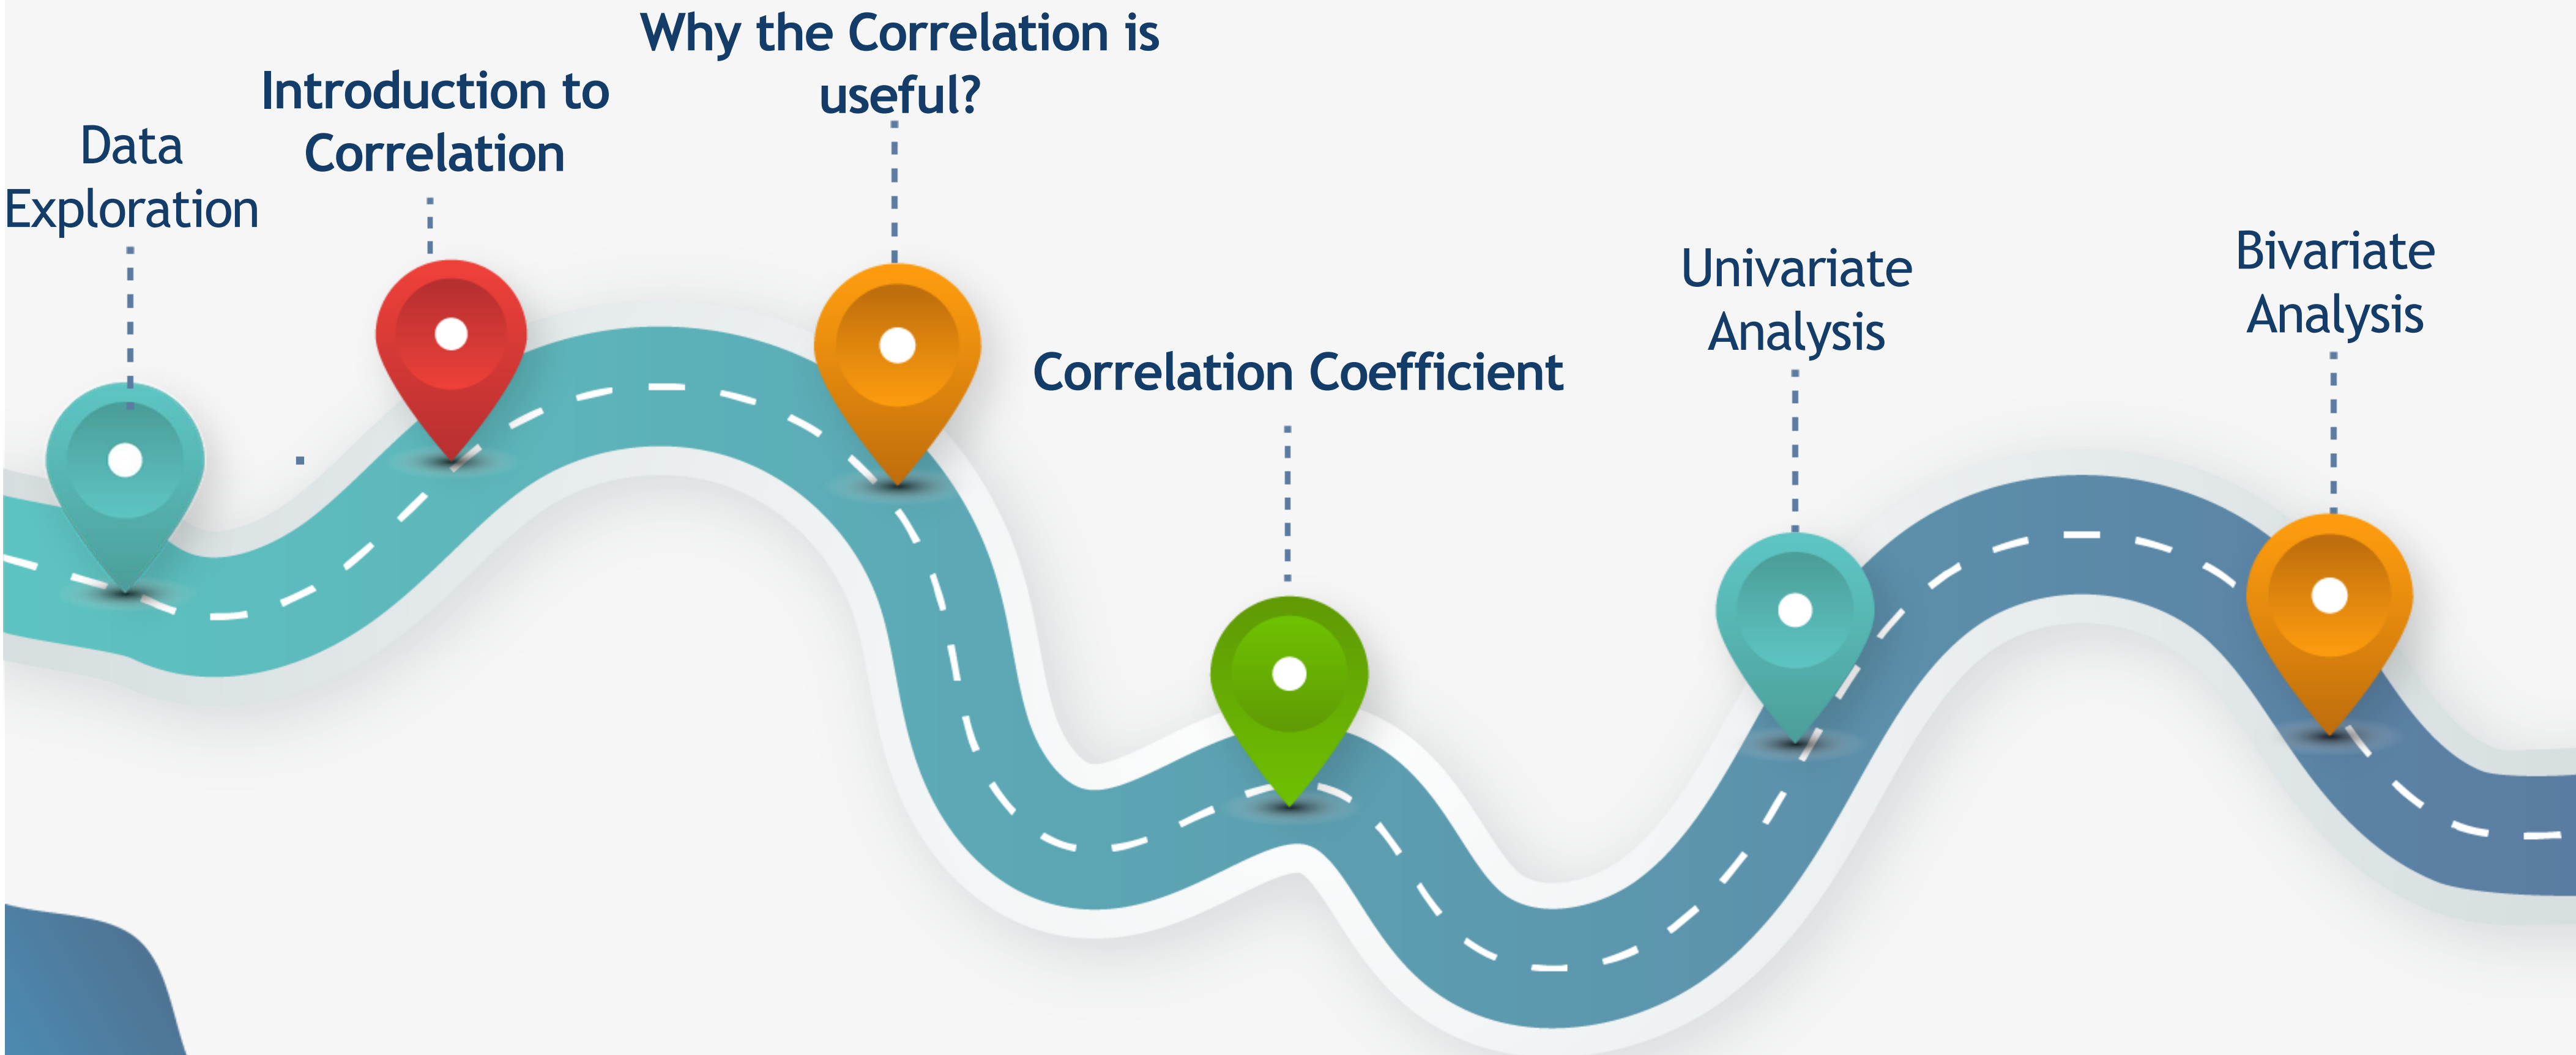 Data
Exploration
Introduction to
Correlation
Why the Correlation is
useful?
Correlation Coefficient
Univariate
Analysis
Bivariate
Analysis